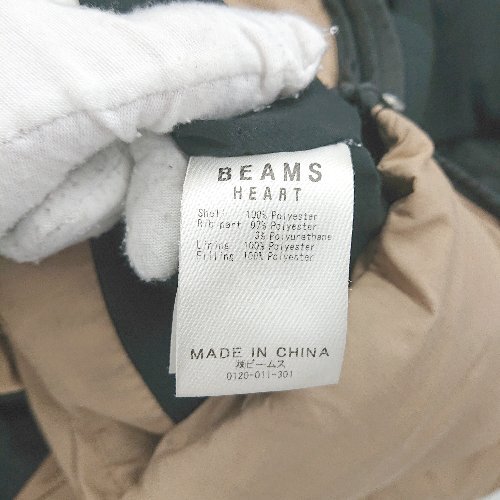 BEAMS
HEART
Shell 100% Polyester
Rib part 97% Polyester
3% Polyurethane
Lining 100% Polyester
Filling 100% Polyester
MADE IN CHINA
㈱ビームス
0120-011-301